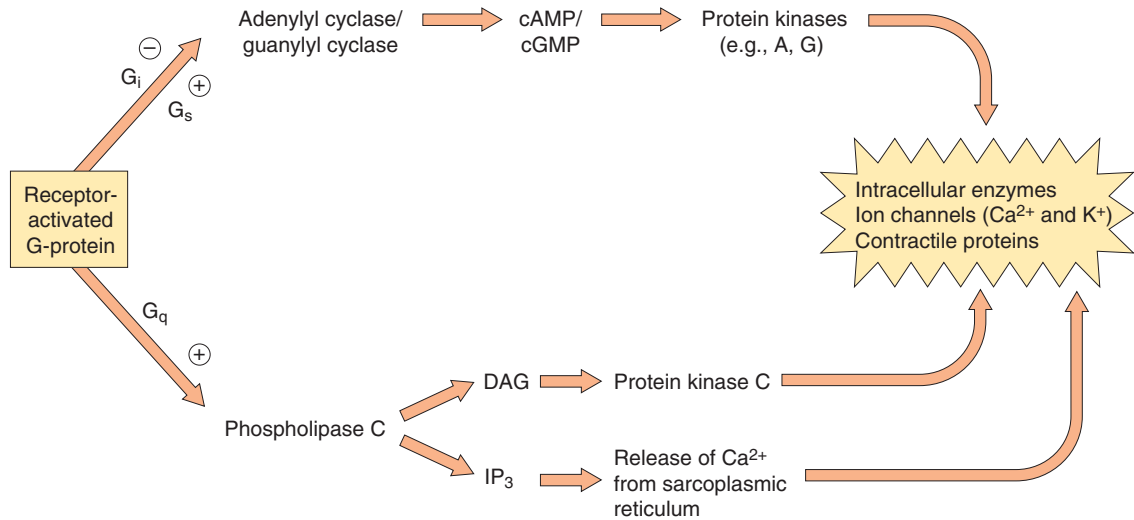 Adenylyl cyclase/
guanylyl cyclase
cAMP/
cGMP
Protein kinases
(e.g., A, G)
−
Gᵢ
+
Gₛ
Receptor-
activated
G-protein
Intracellular enzymes
Ion channels (Ca²⁺ and K⁺)
Contractile proteins
G_q
+
Phospholipase C
DAG
Protein kinase C
IP₃
Release of Ca²⁺
from sarcoplasmic
reticulum